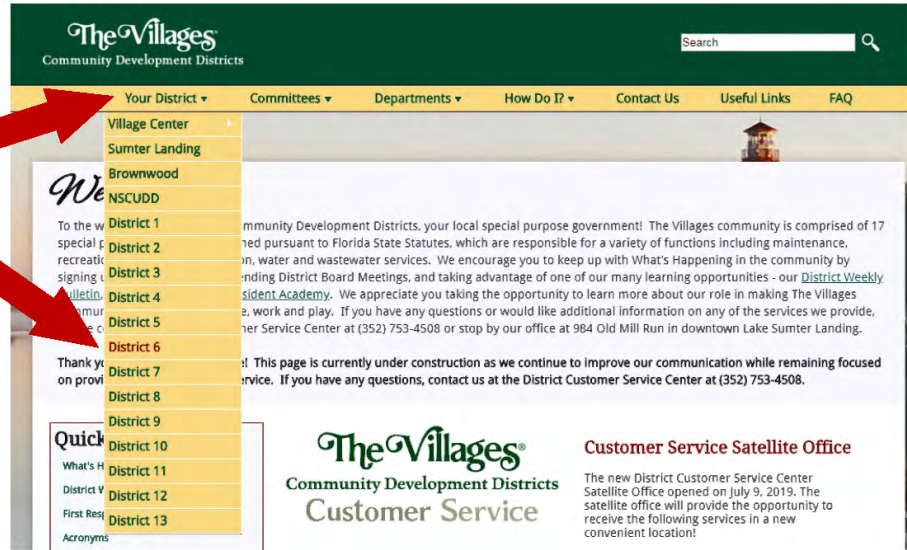 The Villages®
Community Development Districts
Search
Your District ▾ Committees ▾ Departments ▾ How Do I? ▾ Contact Us Useful Links FAQ
Village Center
Sumter Landing
Brownwood
NSCUDD
District 1
District 2
District 3
District 4
District 5
District 6
District 7
District 8
District 9
District 10
District 11
District 12
District 13
We
To the w mmunity Development Districts, your local special purpose government! The Villages community is comprised of 17
special p ned pursuant to Florida State Statutes, which are responsible for a variety of functions including maintenance,
recreatio n, water and wastewater services. We encourage you to keep up with What's Happening in the community by
signing u ending District Board Meetings, and taking advantage of one of our many learning opportunities - our District Weekly
ulletin, sident Academy. We appreciate you taking the opportunity to learn more about our role in making The Villages
mmun e, work and play. If you have any questions or would like additional information on any of the services we provide,
e c er Service Center at (352) 753-4508 or stop by our office at 984 Old Mill Run in downtown Lake Sumter Landing.
Thank yo e! This page is currently under construction as we continue to improve our communication while remaining focused
on provi ervice. If you have any questions, contact us at the District Customer Service Center at (352) 753-4508.
Quick
What's H
District W
First Resp
Acronyms
The Villages®
Community Development Districts
Customer Service
Customer Service Satellite Office
The new District Customer Service Center
Satellite Office opened on July 9, 2019. The
satellite office will provide the opportunity to
receive the following services in a new
convenient location!